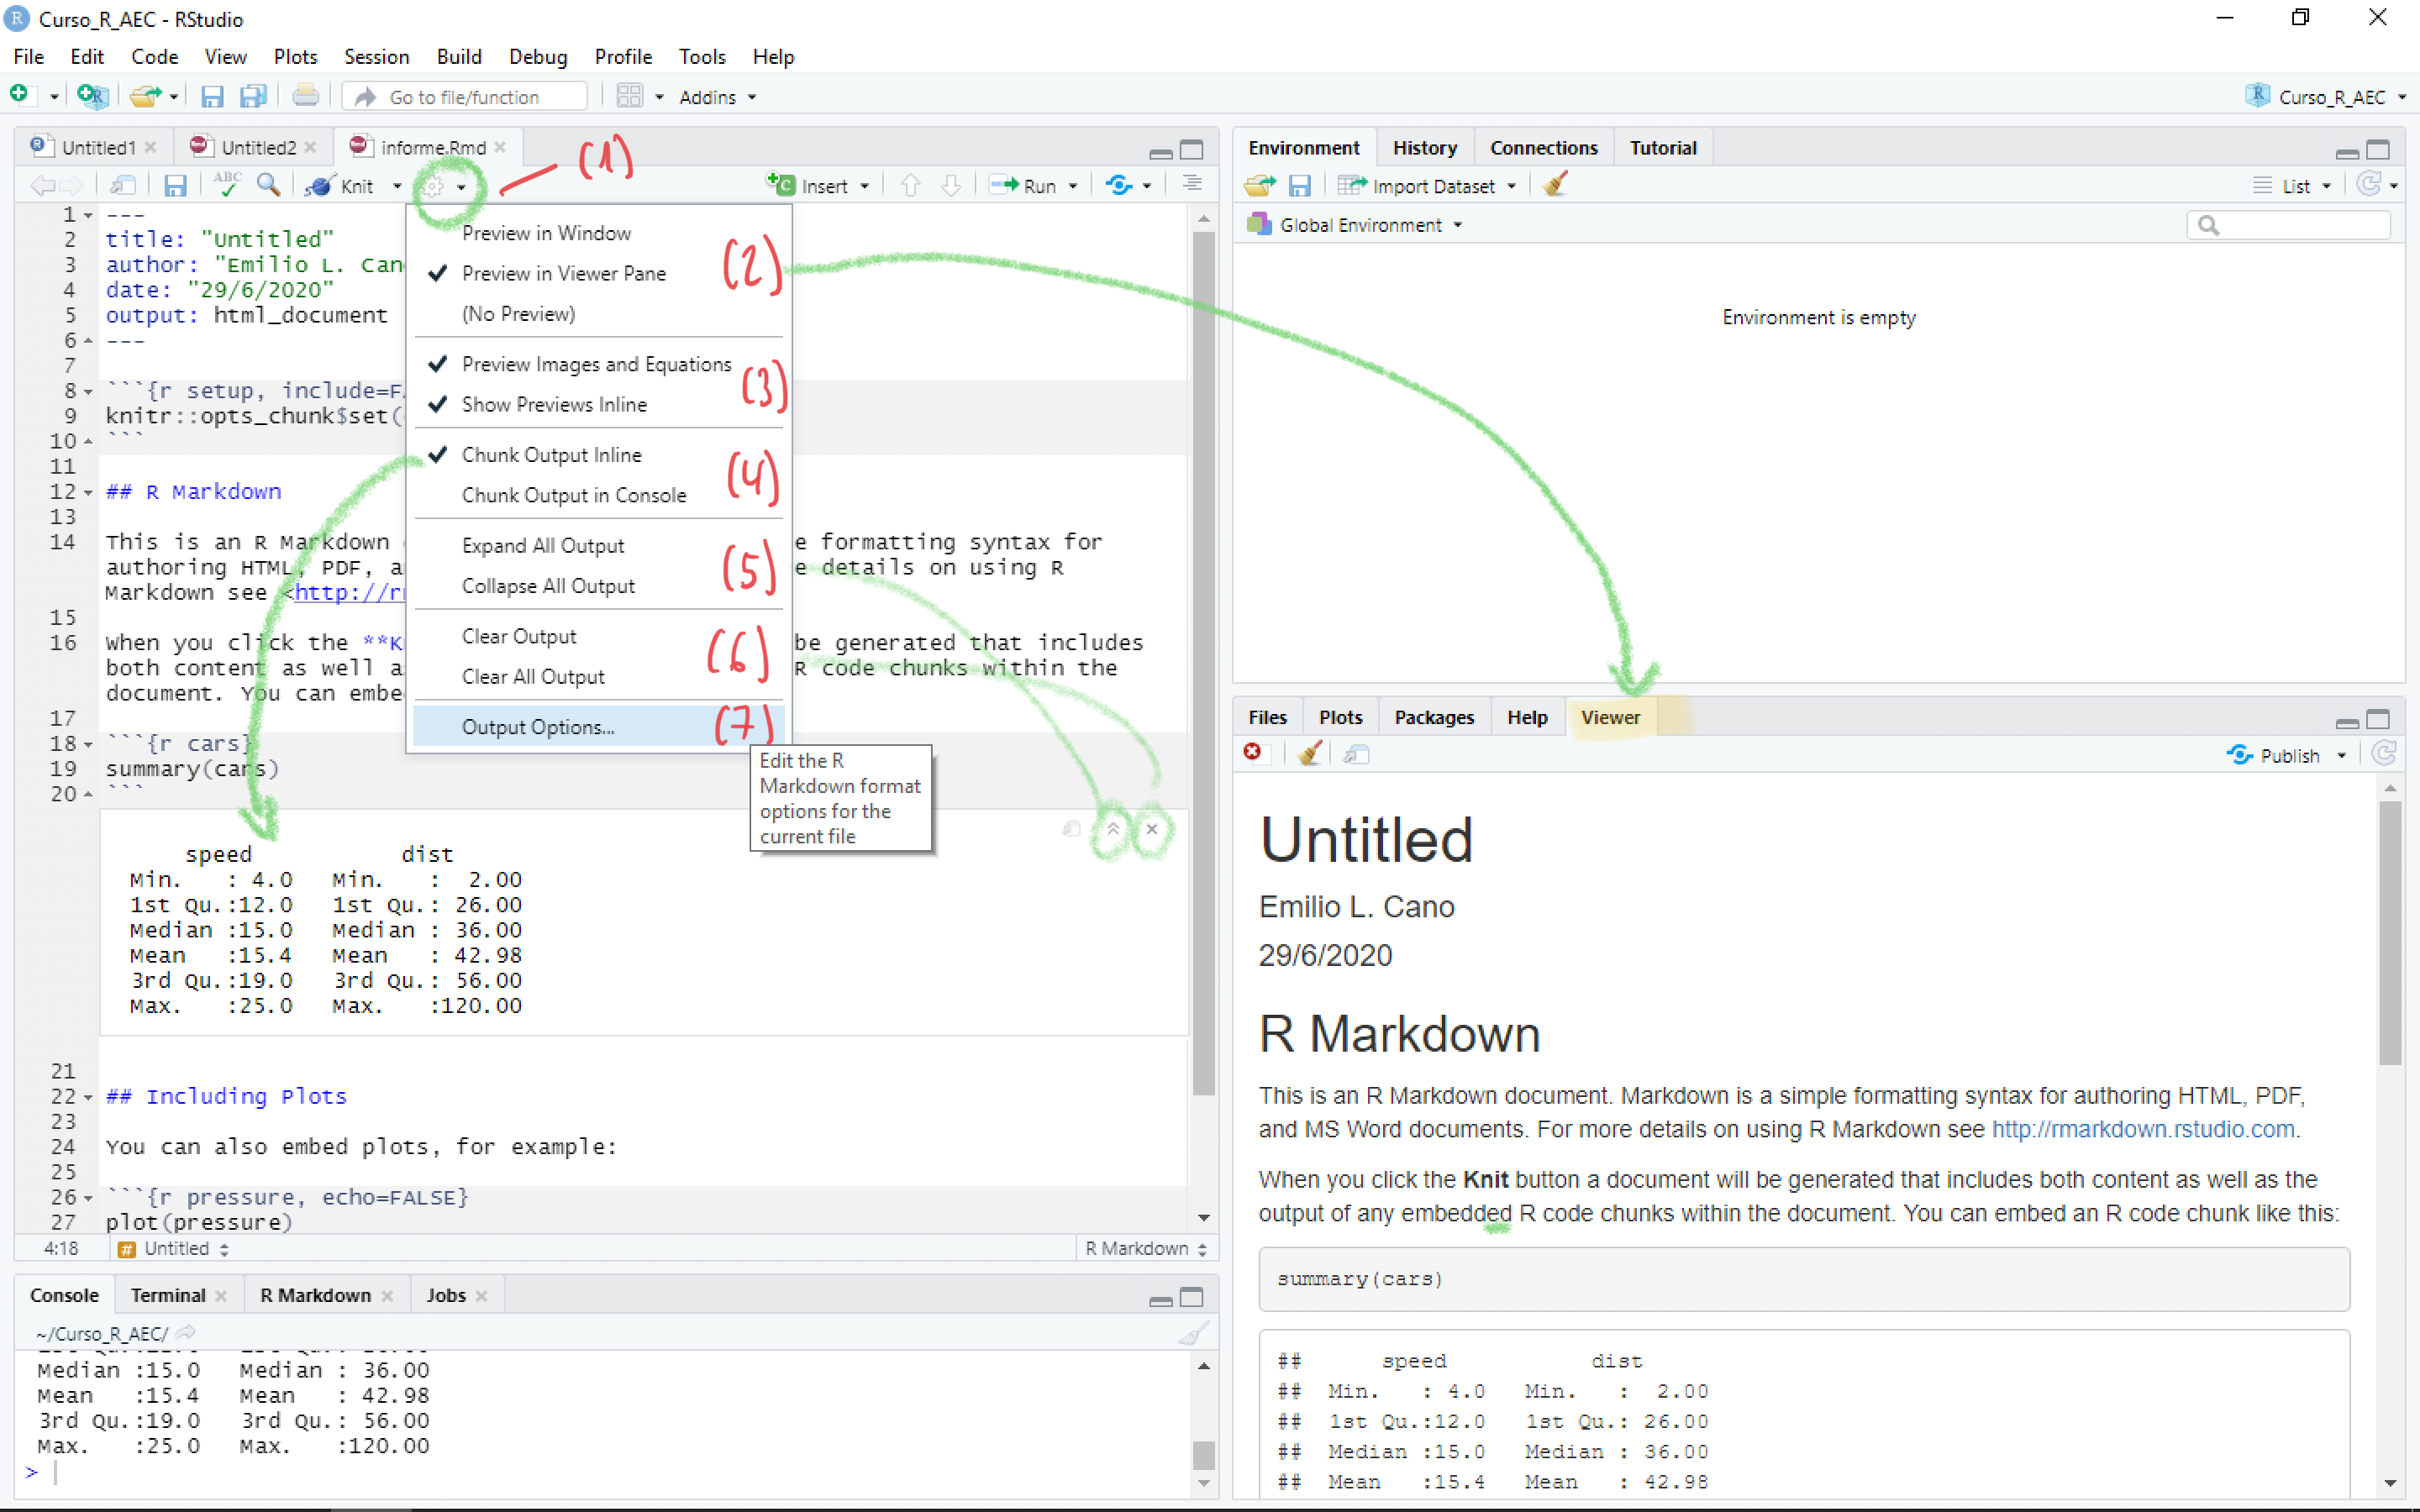 Curso_R_AEC - RStudio
File Edit Code View Plots Session Build Debug Profile Tools Help
Go to file/function Addins Curso_R_AEC
Untitled1 Untitled2 informe.Rmd (1)
ABC Knit Insert Run
1 ---
2 title: "Untitled"
3 author: "Emilio L. Can
4 date: "29/6/2020"
5 output: html_document
6 ---
7
8 ```{r setup, include=F
9 knitr::opts_chunk$set(
10 ```
11
12 ## R Markdown
13
14 This is an R Markdown e formatting syntax for
authoring HTML, PDF, a e details on using R
Markdown see <http://r
15
16 When you click the **K be generated that includes
both content as well a R code chunks within the
document. You can embe
17
18 ```{r cars}
19 summary(cars)
20 ```
Preview in Window
Preview in Viewer Pane (2)
(No Preview)
Preview Images and Equations
Show Previews Inline (3)
Chunk Output Inline
Chunk Output in Console (4)
Expand All Output
Collapse All Output (5)
Clear Output
Clear All Output (6)
Output Options... (7)
Edit the R
Markdown format
options for the
current file
speed dist
Min. : 4.0 Min. : 2.00
1st Qu.:12.0 1st Qu.: 26.00
Median :15.0 Median : 36.00
Mean :15.4 Mean : 42.98
3rd Qu.:19.0 3rd Qu.: 56.00
Max. :25.0 Max. :120.00
21
22 ## Including Plots
23
24 You can also embed plots, for example:
25
26 ```{r pressure, echo=FALSE}
27 plot(pressure)
4:18 # Untitled R Markdown
Console Terminal R Markdown Jobs
~/Curso_R_AEC/
Median :15.0 Median : 36.00
Mean :15.4 Mean : 42.98
3rd Qu.:19.0 3rd Qu.: 56.00
Max. :25.0 Max. :120.00
>
Environment History Connections Tutorial
Import Dataset List
Global Environment
Environment is empty
Files Plots Packages Help Viewer
Publish
Untitled
Emilio L. Cano
29/6/2020
R Markdown
This is an R Markdown document. Markdown is a simple formatting syntax for authoring HTML, PDF,
and MS Word documents. For more details on using R Markdown see http://rmarkdown.rstudio.com.
When you click the Knit button a document will be generated that includes both content as well as the
output of any embedded R code chunks within the document. You can embed an R code chunk like this:
summary(cars)
## speed dist
## Min. : 4.0 Min. : 2.00
## 1st Qu.:12.0 1st Qu.: 26.00
## Median :15.0 Median : 36.00
## Mean :15.4 Mean : 42.98